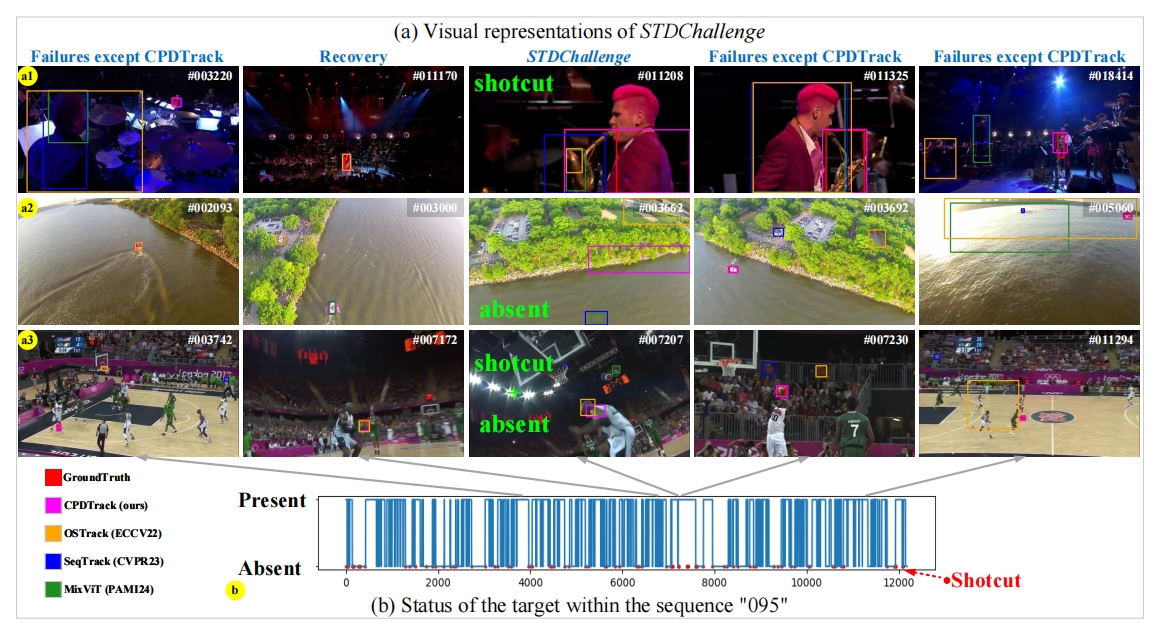 (a) Visual representations of STDChallenge
Failures except CPDTrack Recovery STDChallenge Failures except CPDTrack Failures except CPDTrack
a1 #003220 #011170 shotcut #011208 #011325 #018414
a2 #002093 #003000 #003662 #003692 #005060
absent
a3 #003742 #007172 #007207 #007230 #011294
shotcut
absent
7
GroundTruth
CPDTrack (ours)
OSTrack (ECCV22)
SeqTrack (CVPR23)
MixViT (PAMI24)
Present
Absent
0 2000 4000 6000 8000 10000 12000
Shotcut
b
(b) Status of the target within the sequence "095"